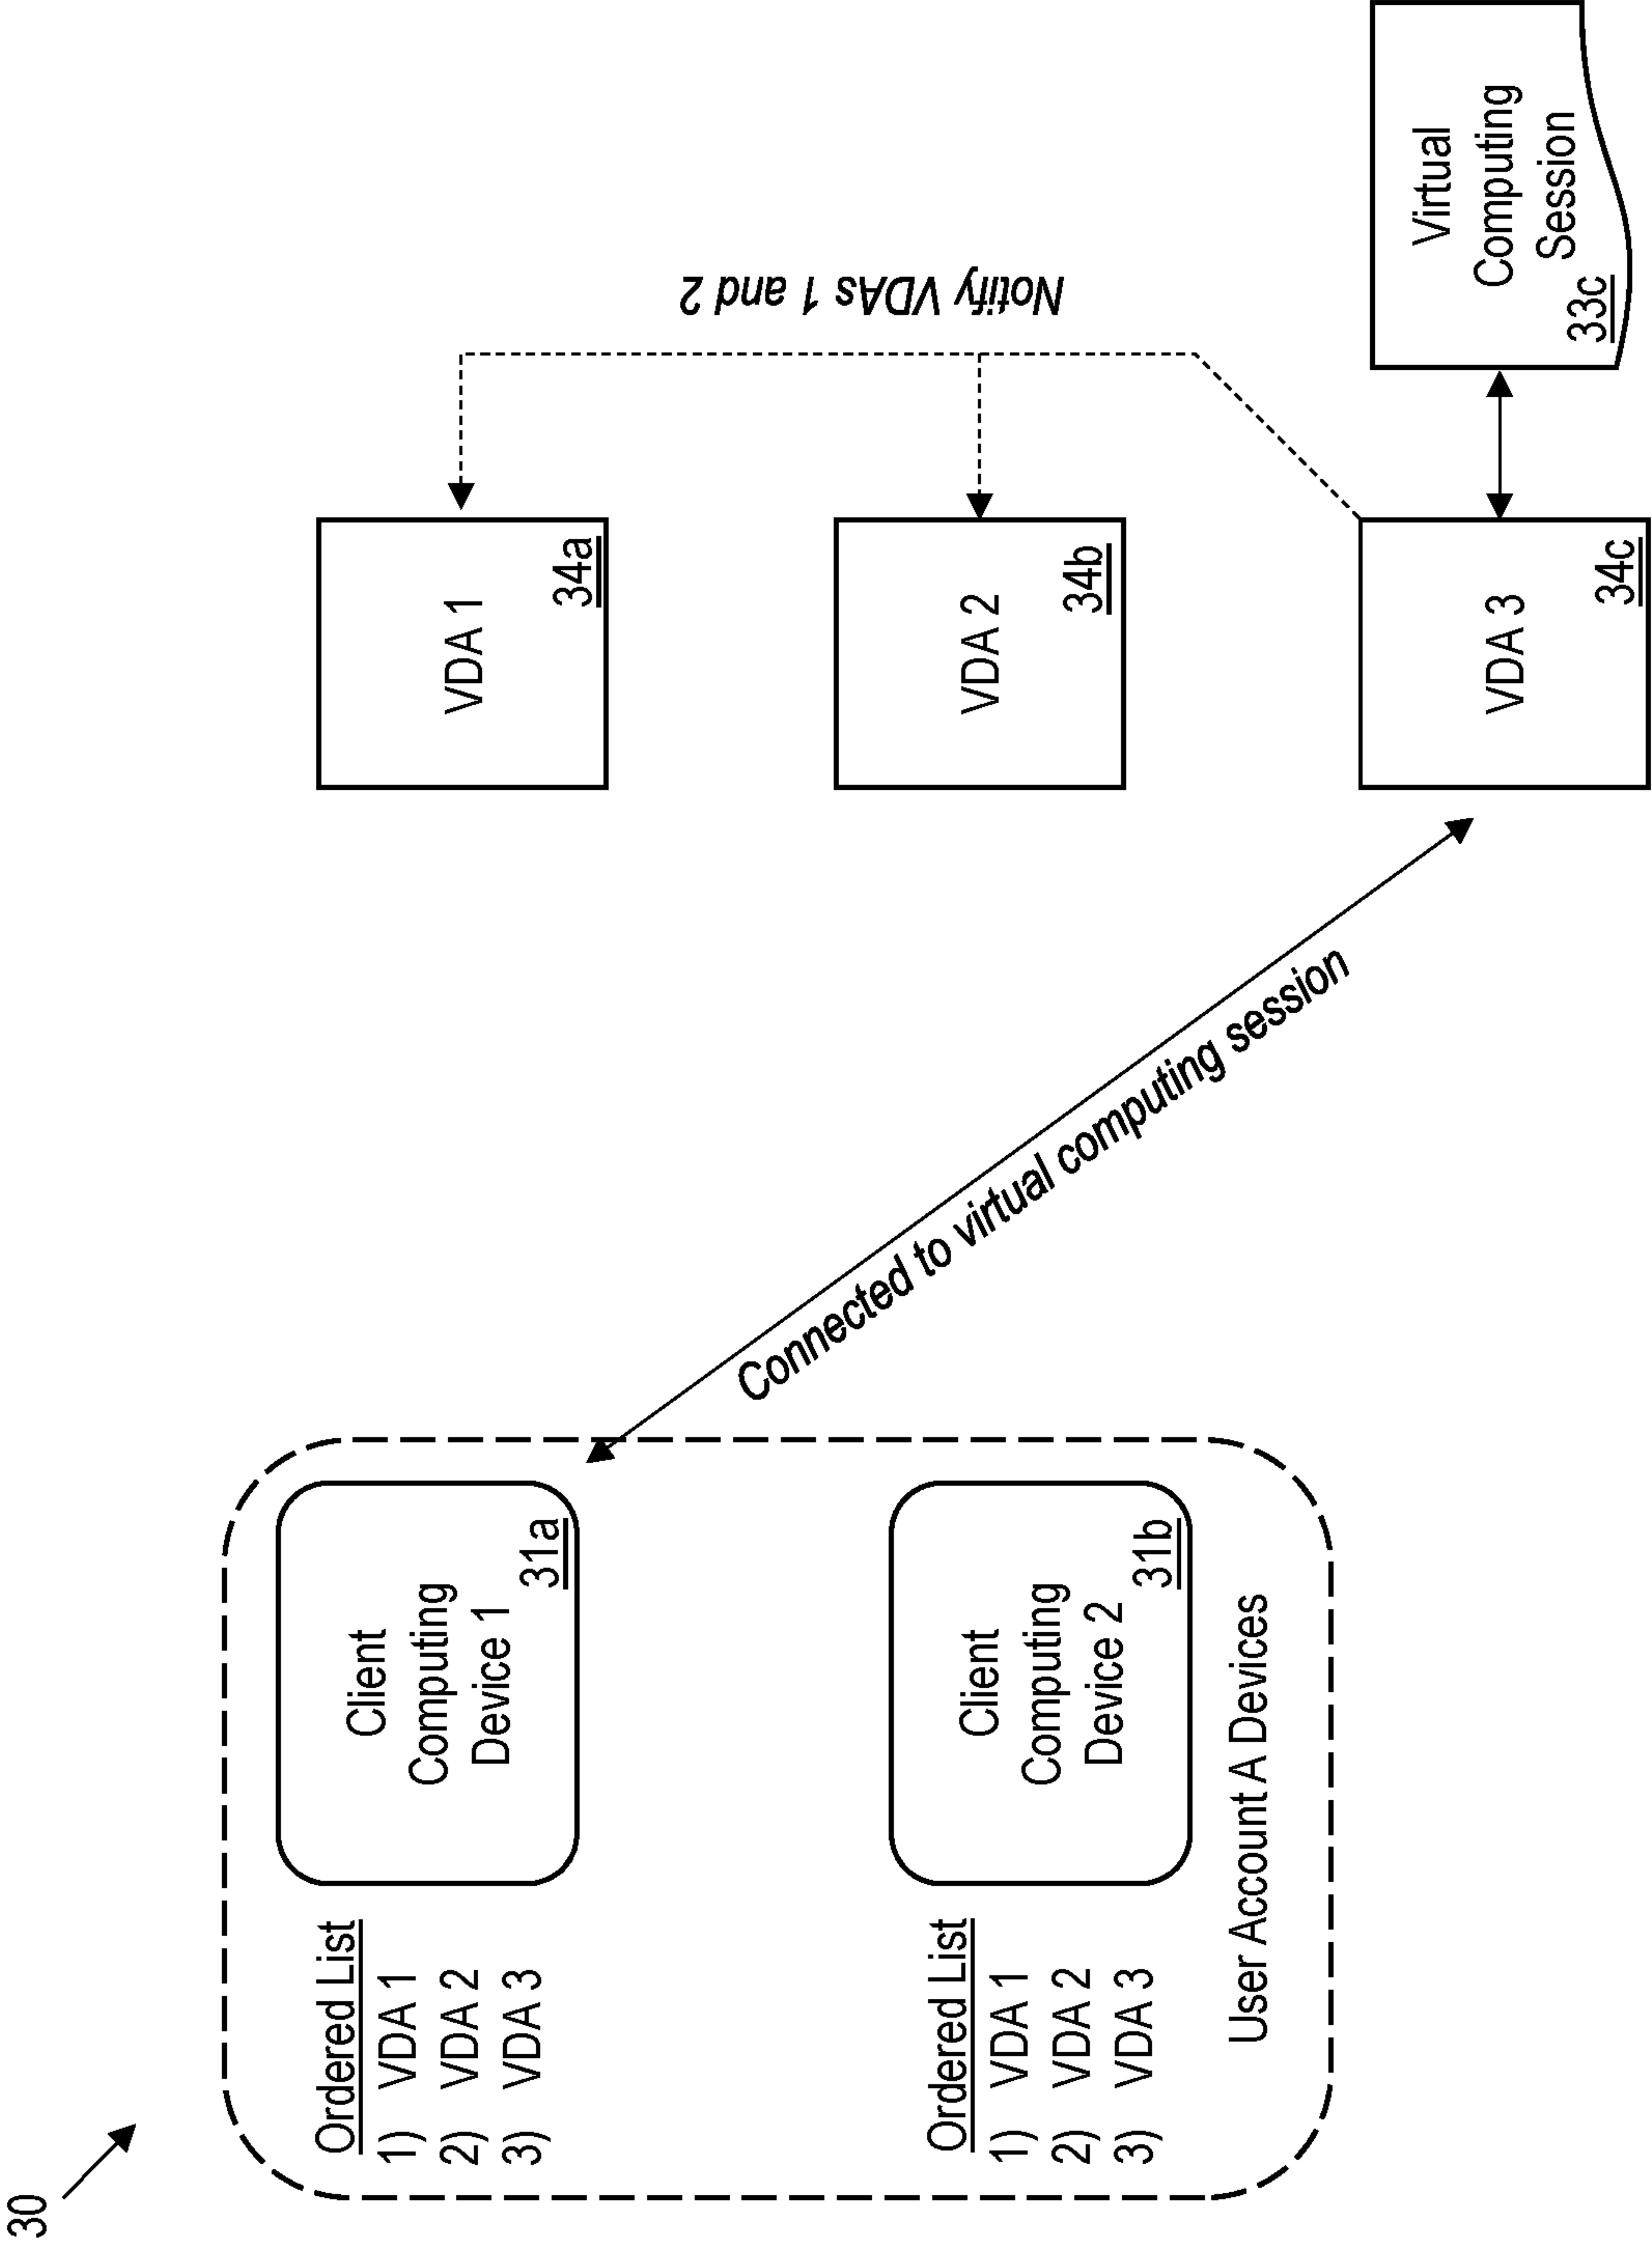 30
Ordered List
1) VDA 1
2) VDA 2
3) VDA 3
Client
Computing
Device 1
31a
Ordered List
1) VDA 1
2) VDA 2
3) VDA 3
Client
Computing
Device 2
31b
User Account A Devices
Connected to virtual computing session
VDA 1
34a
VDA 2
34b
VDA 3
34c
Notify VDAs 1 and 2
Virtual
Computing
Session
33c